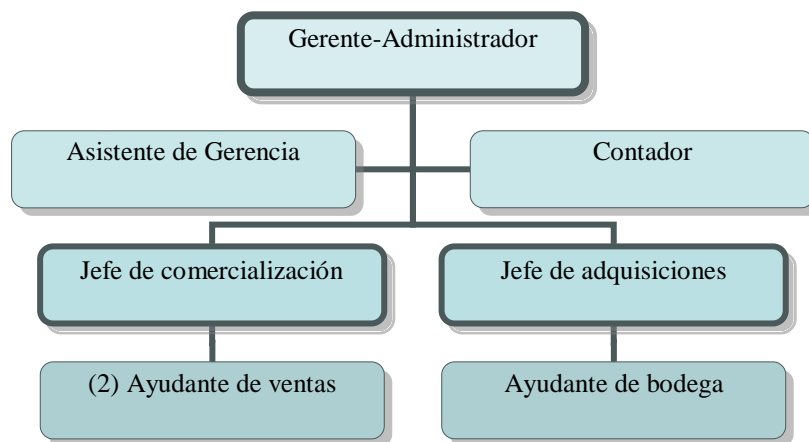 Gerente-Administrador
Asistente de Gerencia
Contador
Jefe de comercialización
Jefe de adquisiciones
(2) Ayudante de ventas
Ayudante de bodega